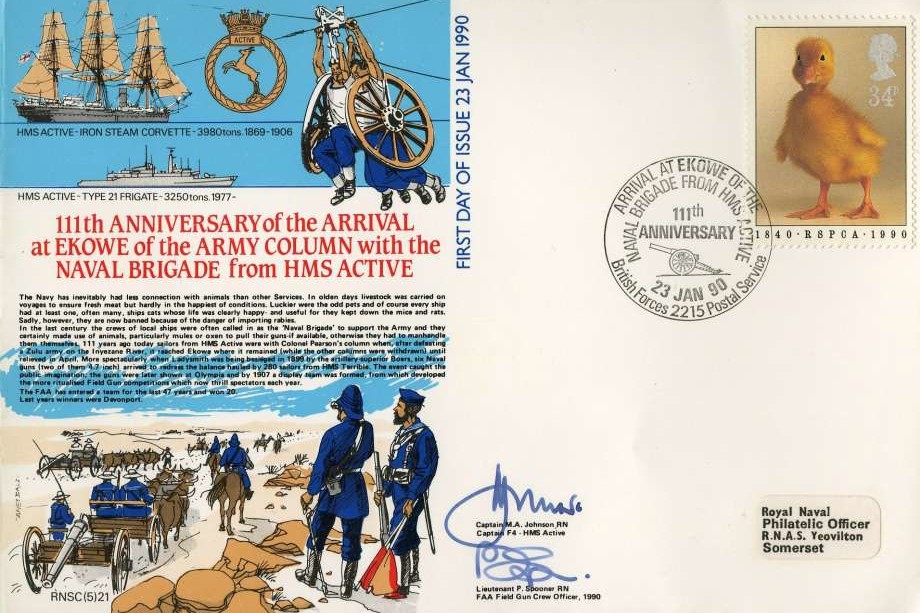 ACTIVE
HMS ACTIVE-IRON STEAM CORVETTE-3980tons.1869-1906
HMS ACTIVE-TYPE 21 FRIGATE-3250tons.1977-
111th ANNIVERSARY of the ARRIVAL
at EKOWE of the ARMY COLUMN with the
NAVAL BRIGADE from HMS ACTIVE
The Navy has inevitably had less connection with animals than other Services. In olden days livestock was carried on
voyages to ensure fresh meat but hardly in the happiest of conditions. Luckier were the odd pets and of course every ship
had at least one, often many, ships cats whose life was clearly happy- and useful for they kept down the mice and rats.
Sadly, however, they are now banned because of the danger of importing rabies.
In the last century the crews of local ships were often called in as the 'Naval Brigade' to support the Army and they
certainly made use of animals, particularly mules or oxen to pull their guns-if available, otherwise they had to manhandle
them themselves. 111 years ago today sailors from HMS Active were with Colonel Pearson's column when, after defeating
a Zulu army on the Inyezane River, it reached Ekowe where it remained (while the other columns were withdrawn) until
relieved in April. More spectacularly when Ladysmith was being besieged in 1899 by the artillery-superior Boers, six Naval
guns (two of them 4.7 inch) arrived to redress the balance hauled by 280 sailors from HMS Terrible. The event caught the
public imagination; the guns were later shown at Olympia and by 1907 a display team was formed, from which developed
the more ritualised Field Gun competitions which now thrill spectators each year.
The FAA has entered a team for the last 47 years and won 20.
Last years winners were Devonport.
RNSC(5)21
FIRST DAY OF ISSUE 23 JAN 1990
ARRIVAL AT EKOWE OF THE
NAVAL BRIGADE FROM HMS ACTIVE
111th
ANNIVERSARY
23 JAN 90
British Forces 2215 Postal Service
34P
1840·RSPCA·1990
Captain M.A. Johnson RN
Captain F4 - HMS Active
Lieutenant P. Spooner RN
FAA Field Gun Crew Officer, 1990
Royal Naval
Philatelic Officer
R.N.A.S. Yeovilton
Somerset